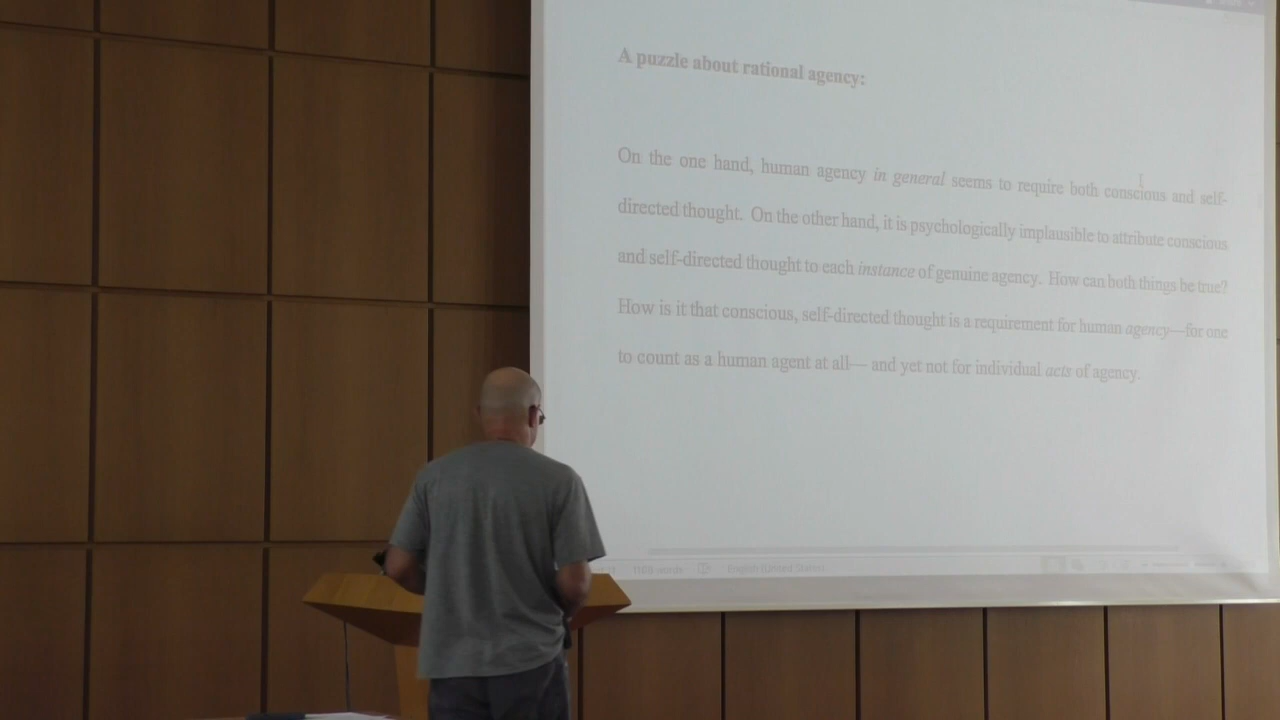 A puzzle about rational agency:
On the one hand, human agency in general seems to require both conscious and self-
directed thought. On the other hand, it is psychologically implausible to attribute conscious
and self-directed thought to each instance of genuine agency. How can both things be true?
How is it that conscious, self-directed thought is a requirement for human agency—for one
to count as a human agent at all— and yet not for individual acts of agency.
words English (United States)